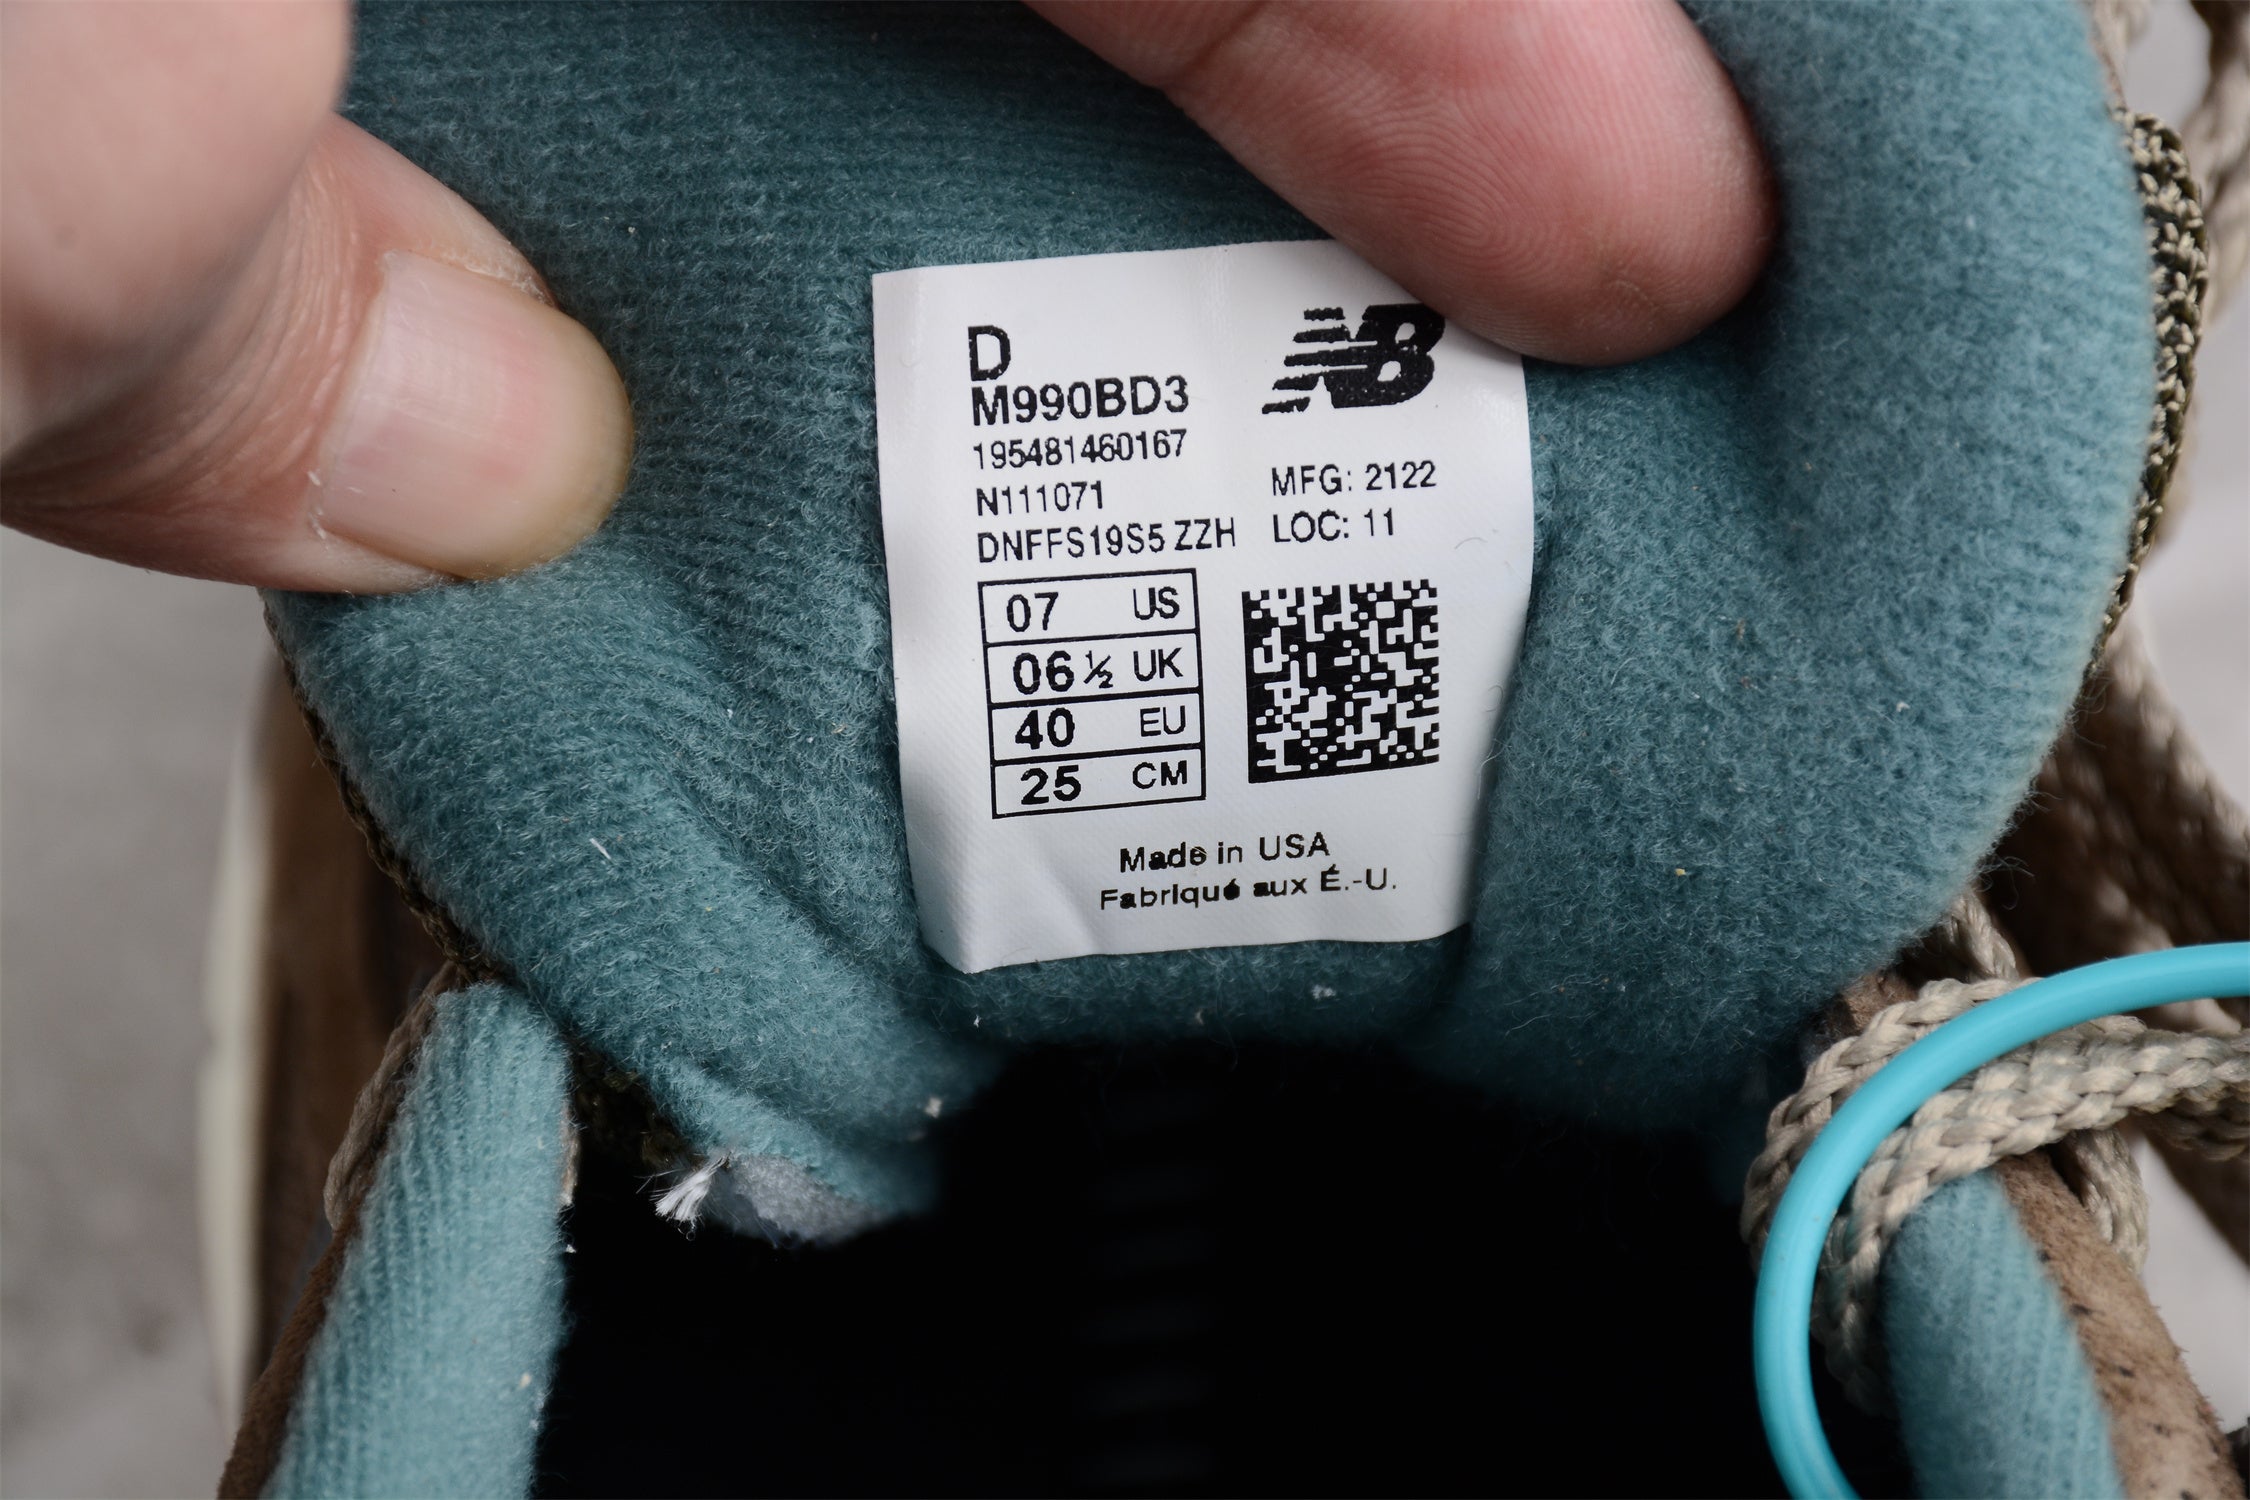 D
M990BD3
195481460167
N111071
DNFFS19S5 ZZH
NB
MFG: 2122
LOC: 11
07 US
06 ½ UK
40 EU
25 CM
Made in USA
Fabriqué aux É.-U.